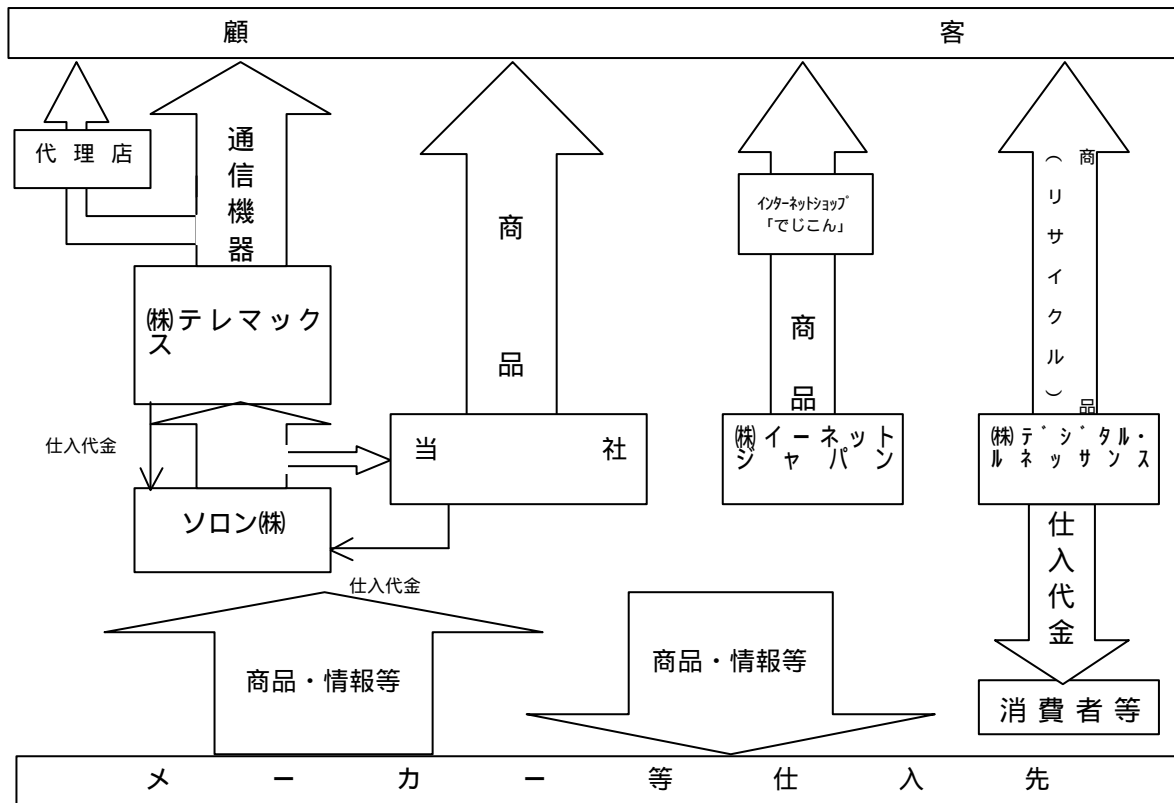 顧客
代理店
通信機器
商品
インターネットショップ
「でじこん」
商品
商品
（リサイクル）
㈱テレマック
ス
仕入代金
当社
㈱イーネット
ジャパン
㈱デジタル・
ルネッサンス
ソロン㈱
仕入代金
仕入代金
商品・情報等
商品・情報等
消費者等
メーカー等仕入先